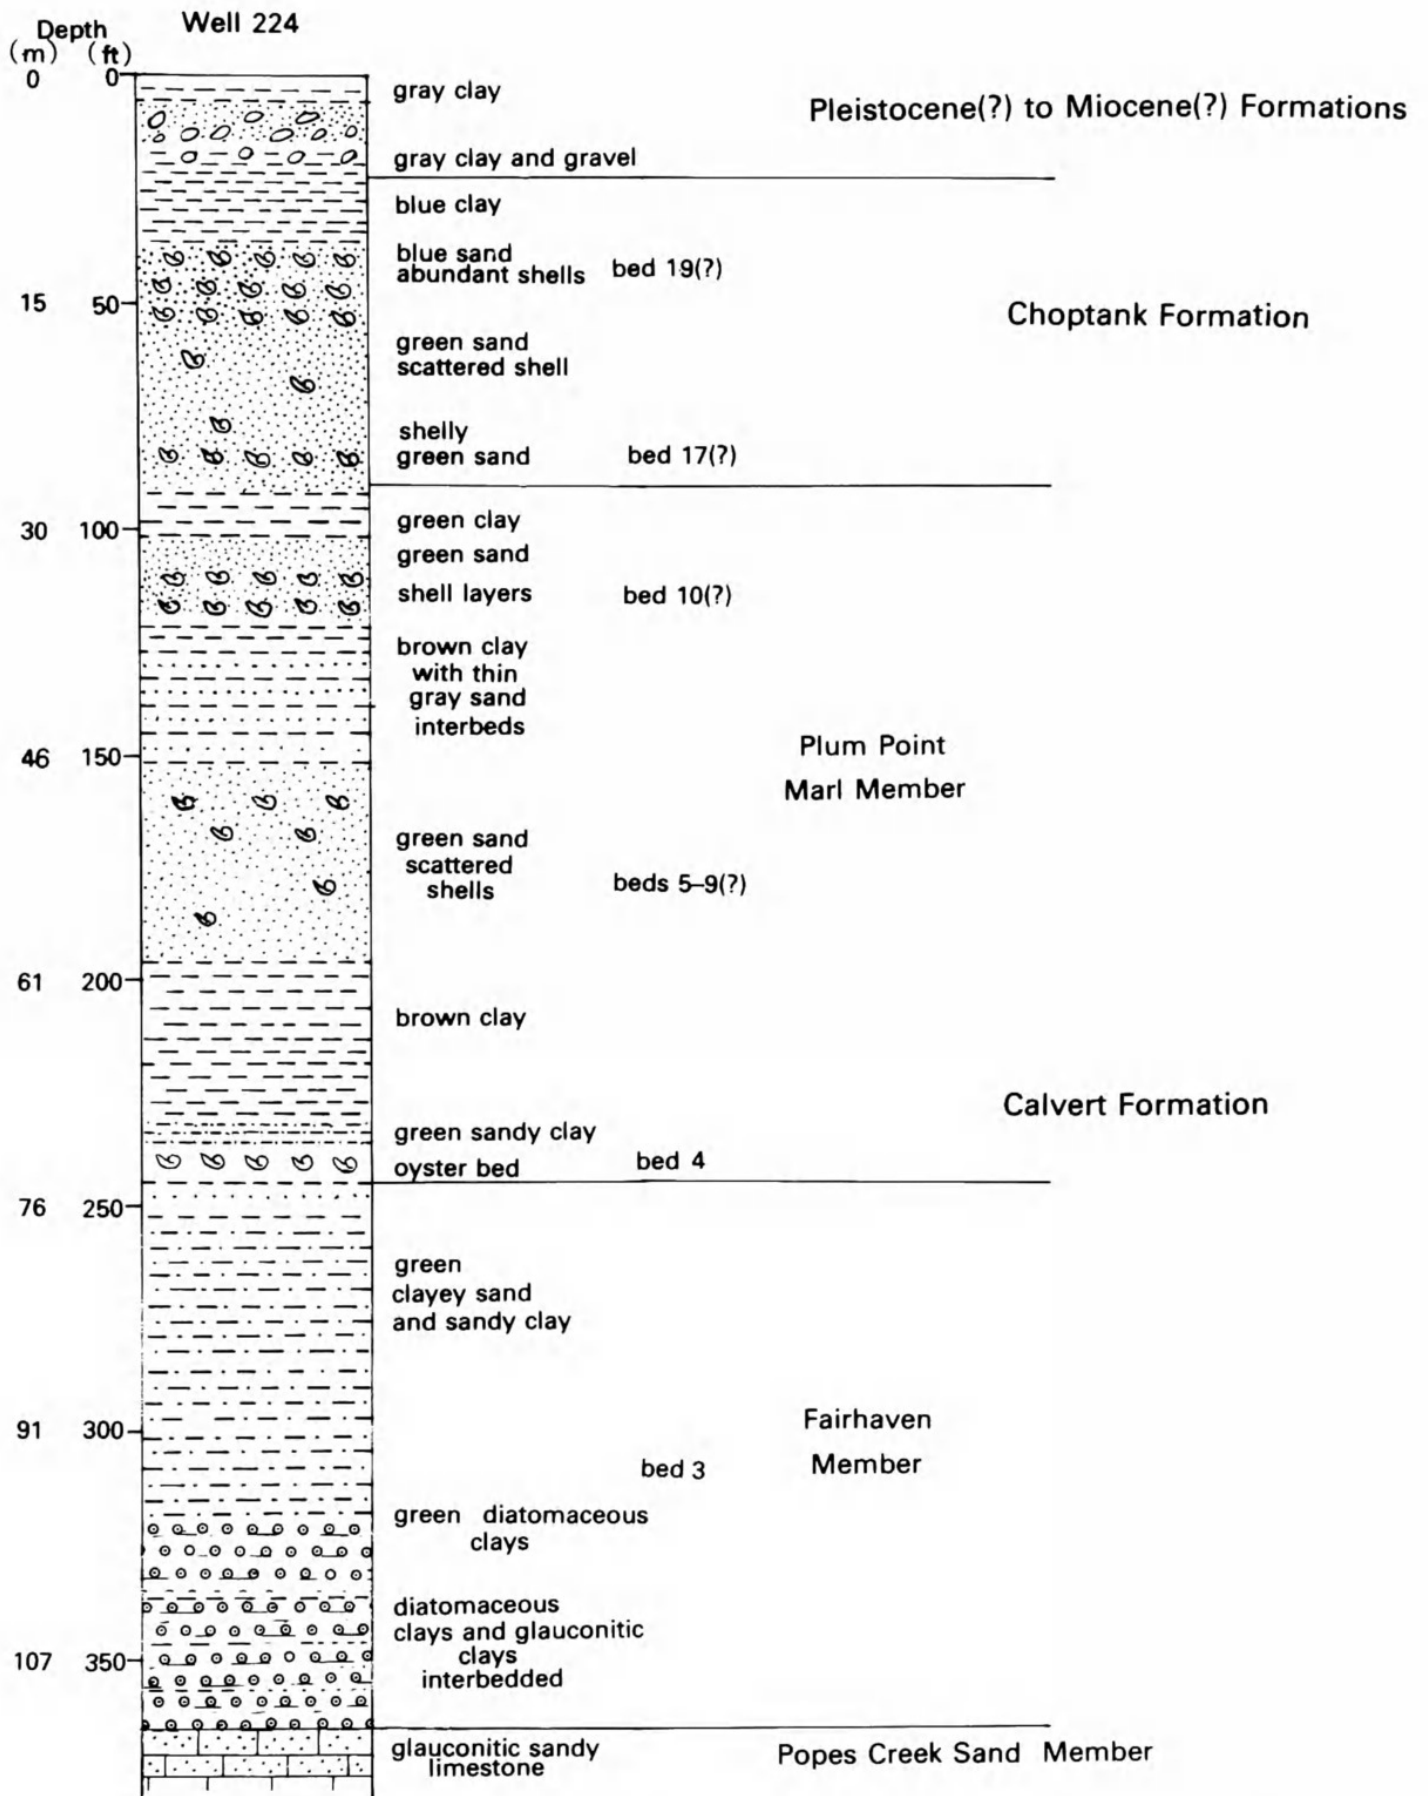 Well 224
Depth
(m) (ft)
0 0
gray clay
Pleistocene(?) to Miocene(?) Formations
gray clay and gravel
blue clay
blue sand
abundant shells bed 19(?)
15 50
Choptank Formation
green sand
scattered shell
shelly
green sand bed 17(?)
green clay
30 100
green sand
shell layers bed 10(?)
brown clay
with thin
gray sand
interbeds
Plum Point
46 150
Marl Member
green sand
scattered
shells beds 5–9(?)
61 200
brown clay
Calvert Formation
green sandy clay
oyster bed bed 4
76 250
green
clayey sand
and sandy clay
Fairhaven
91 300
Member
bed 3
green diatomaceous
clays
diatomaceous
clays and glauconitic
clays
107 350
interbedded
glauconitic sandy
limestone
Popes Creek Sand Member